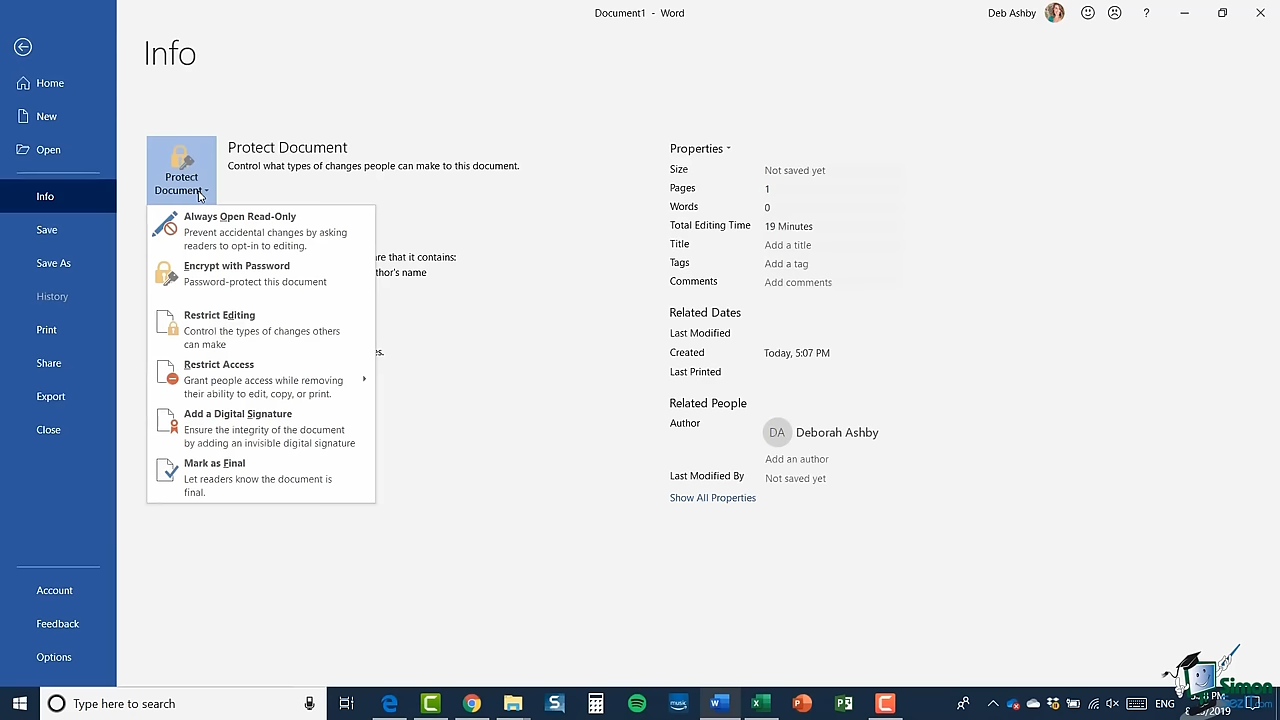 Document1 - Word
Deb Ashby
?
Info
Home
New
Open
Info
Save
Save As
History
Print
Share
Export
Close
Account
Feedback
Options
Protect
Document
Protect Document
Control what types of changes people can make to this document.
Always Open Read-Only
Prevent accidental changes by asking
readers to opt-in to editing.
Encrypt with Password
Password-protect this document
Restrict Editing
Control the types of changes others
can make
Restrict Access
Grant people access while removing
their ability to edit, copy, or print.
Add a Digital Signature
Ensure the integrity of the document
by adding an invisible digital signature
Mark as Final
Let readers know the document is
final.
re that it contains:
hor's name
s.
Properties
Size Not saved yet
Pages 1
Words 0
Total Editing Time 19 Minutes
Title Add a title
Tags Add a tag
Comments Add comments
Related Dates
Last Modified
Created Today, 5:07 PM
Last Printed
Related People
Author
DA Deborah Ashby
Add an author
Last Modified By Not saved yet
Show All Properties
Type here to search
music
ENG
Simon